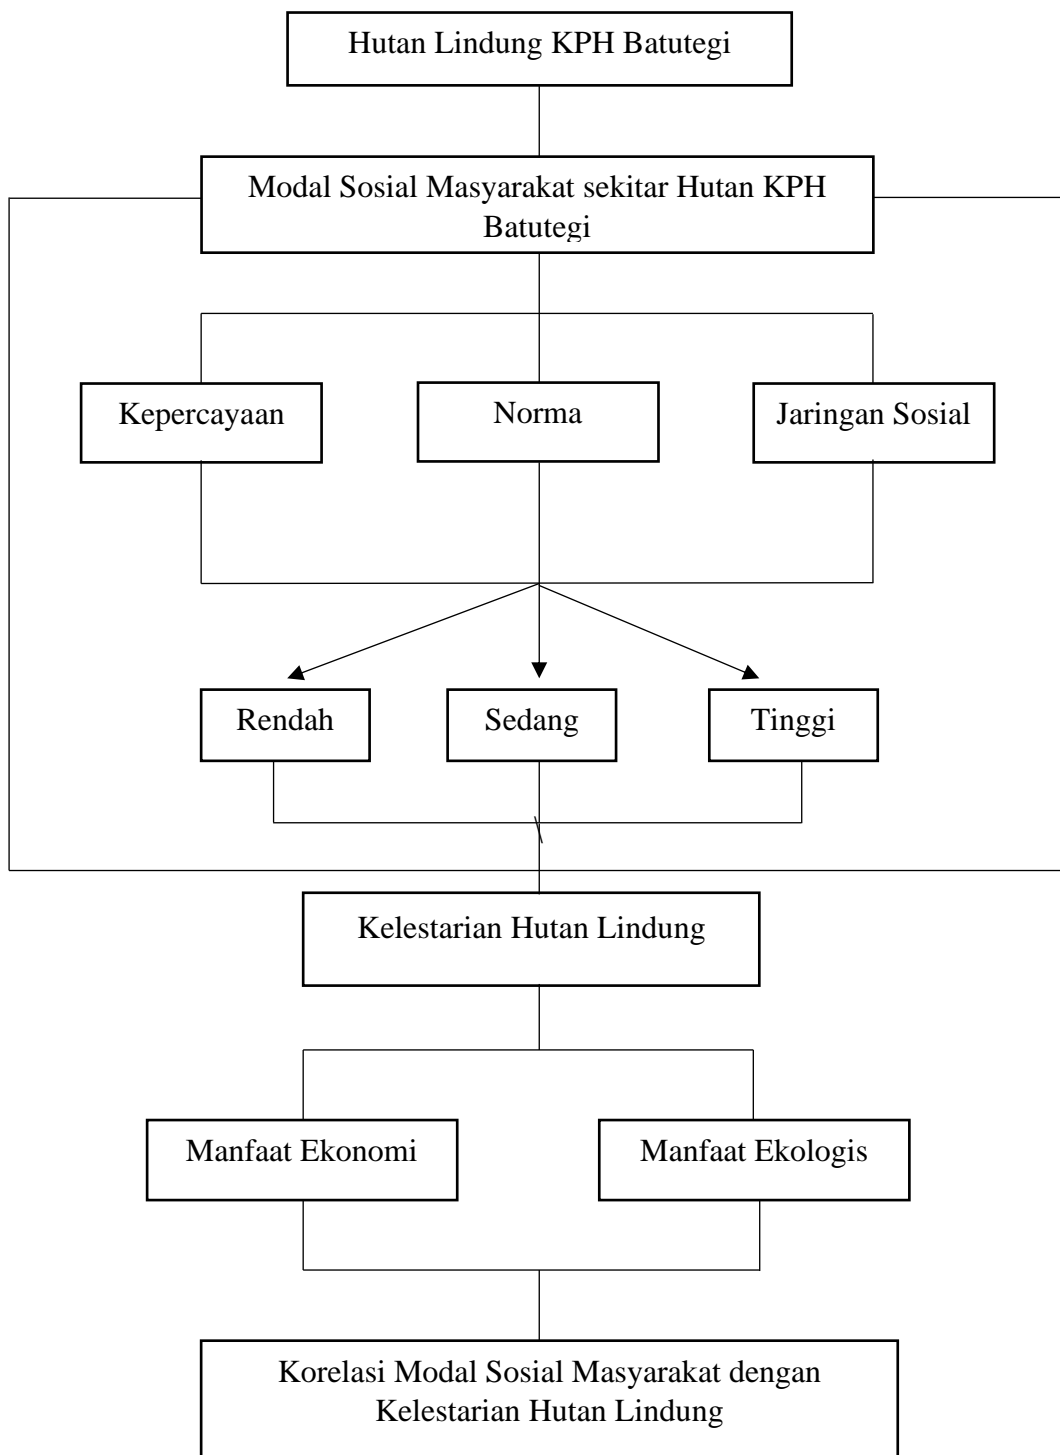 Hutan Lindung KPH Batutegi
Modal Sosial Masyarakat sekitar Hutan KPH
Batutegi
Kepercayaan
Norma
Jaringan Sosial
Rendah
Sedang
Tinggi
Kelestarian Hutan Lindung
Manfaat Ekonomi
Manfaat Ekologis
Korelasi Modal Sosial Masyarakat dengan
Kelestarian Hutan Lindung